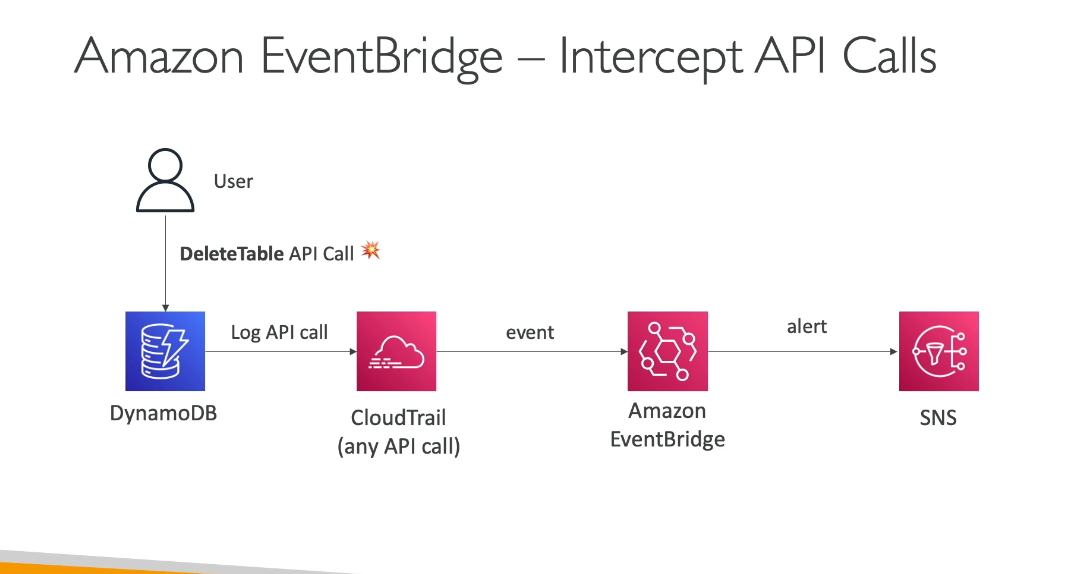 Amazon EventBridge – Intercept API Calls
User
DeleteTable API Call 💥
Log API call
event
alert
DynamoDB
CloudTrail
(any API call)
Amazon
EventBridge
SNS